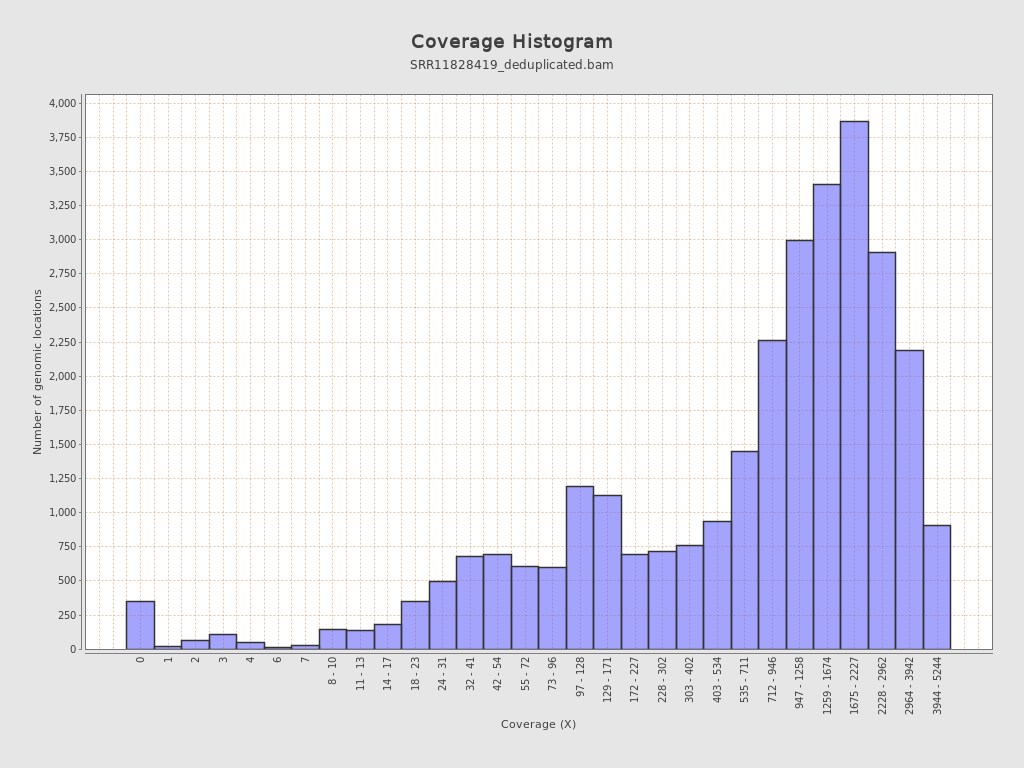 Coverage Histogram
SRR11828419_deduplicated.bam
Number of genomic locations
4,000
3,750
3,500
3,250
3,000
2,750
2,500
2,250
2,000
1,750
1,500
1,250
1,000
750
500
250
0
0
1
2
3
4
6
7
8 - 10
11 - 13
14 - 17
18 - 23
24 - 31
32 - 41
42 - 54
55 - 72
73 - 96
97 - 128
129 - 171
172 - 227
228 - 302
303 - 402
403 - 534
535 - 711
712 - 946
947 - 1258
1259 - 1674
1675 - 2227
2228 - 2962
2964 - 3942
3944 - 5244
Coverage (X)